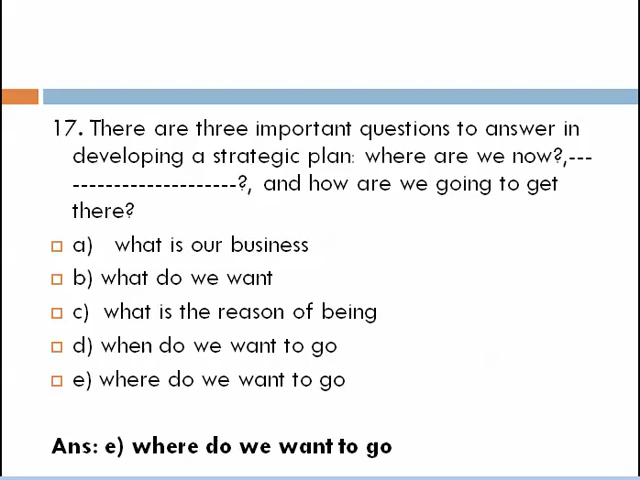 17. There are three important questions to answer in
developing a strategic plan: where are we now?,---
----------------------?, and how are we going to get
there?
a) what is our business
b) what do we want
c) what is the reason of being
d) when do we want to go
e) where do we want to go
Ans: e) where do we want to go